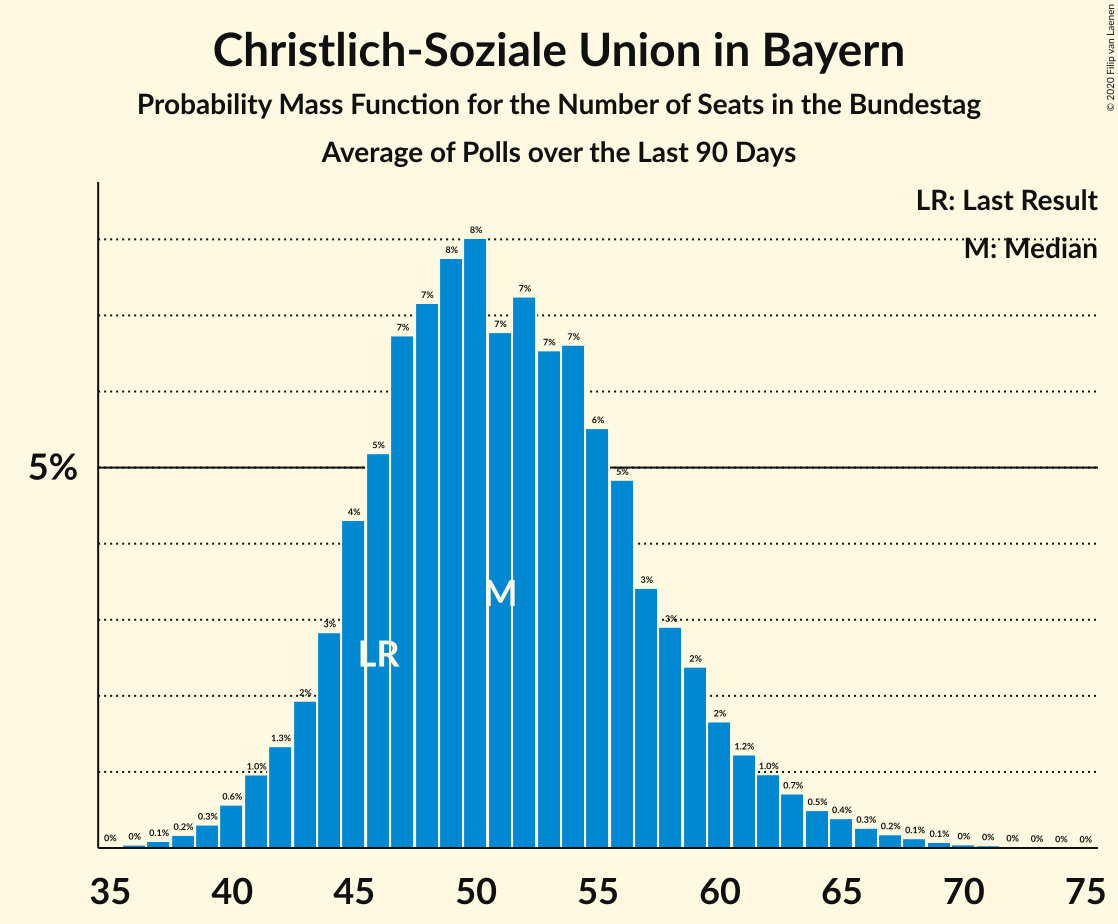 Christlich-Soziale Union in Bayern
Probability Mass Function for the Number of Seats in the Bundestag
Average of Polls over the Last 90 Days
© 2020 Filip van Laenen
LR: Last Result
M: Median
5%
0% 0% 0.1% 0.2% 0.3% 0.6% 1.0% 1.3% 2% 3% 4% 5% 7% 7% 8% 8% 7% 7% 7% 7% 6% 5% 3% 3% 2% 2% 1.2% 1.0% 0.7% 0.5% 0.4% 0.3% 0.2% 0.1% 0.1% 0% 0% 0% 0% 0% 0%
M
LR
35 40 45 50 55 60 65 70 75